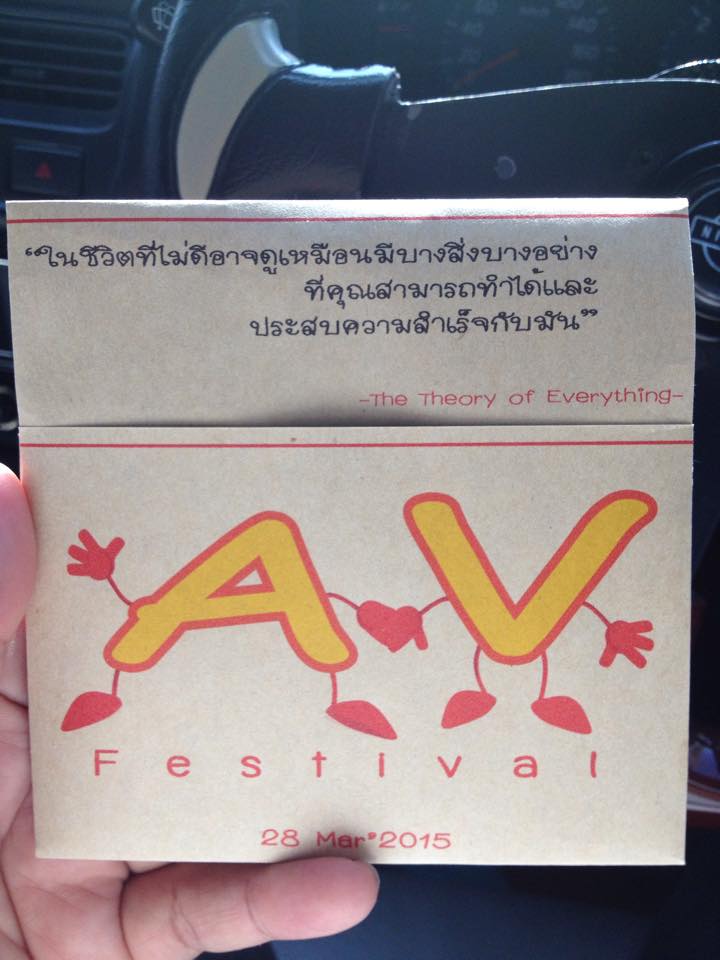 “ในชีวิตที่ไม่ดีอาจดูเหมือนมีบางสิ่งบางอย่าง
ที่คุณสามารถทำได้และ
ประสบความสำเร็จกับมัน”
-The Theory of Everything-
AV
Festival
28 Mar’2015